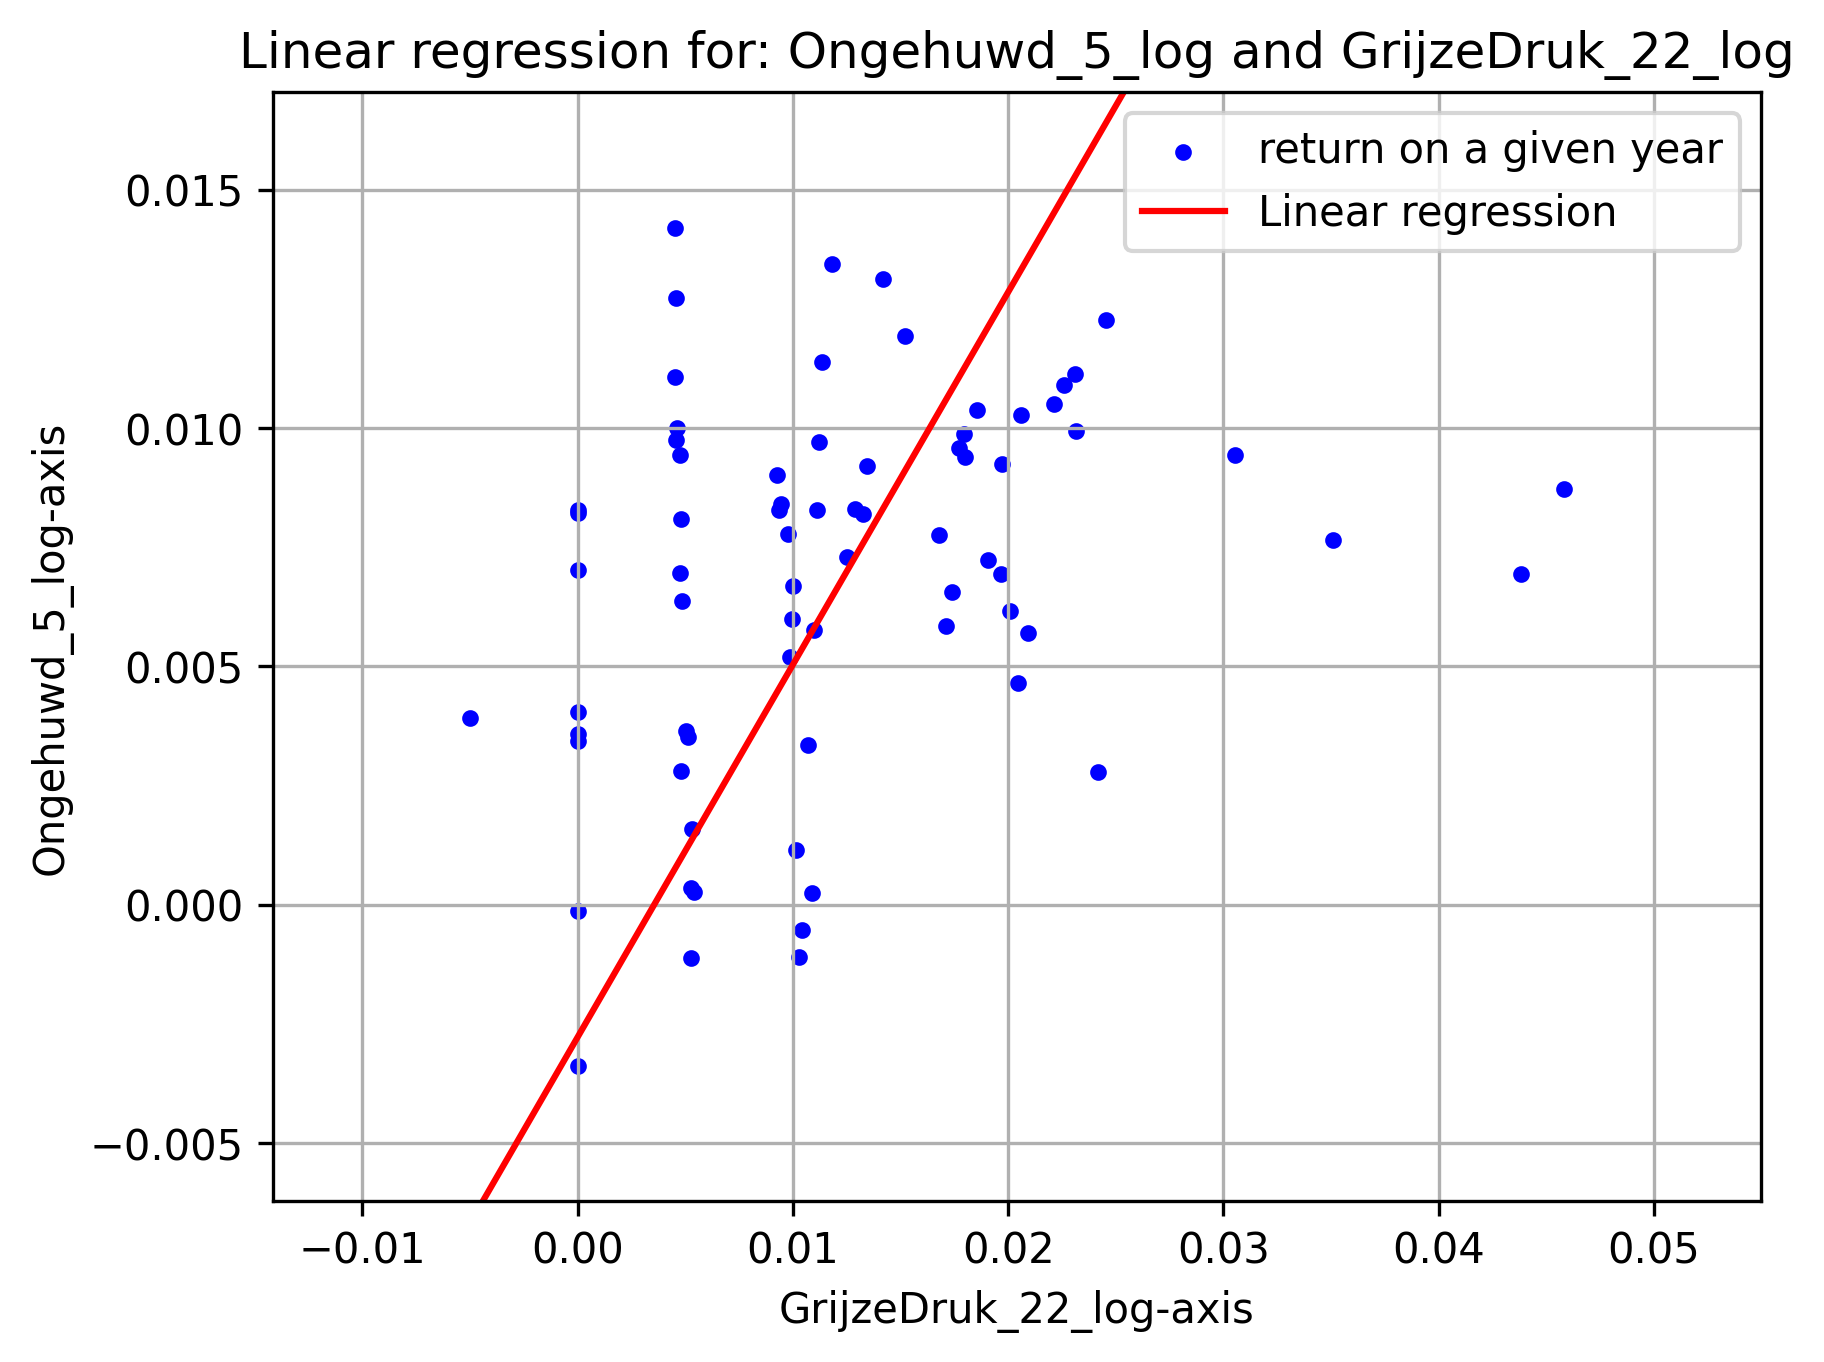 Linear regression for: Ongehuwd_5_log and GrijzeDruk_22_log
return on a given year
Linear regression
0.015
0.010
0.005
0.000
−0.005
Ongehuwd_5_log-axis
−0.01 0.00 0.01 0.02 0.03 0.04 0.05
GrijzeDruk_22_log-axis